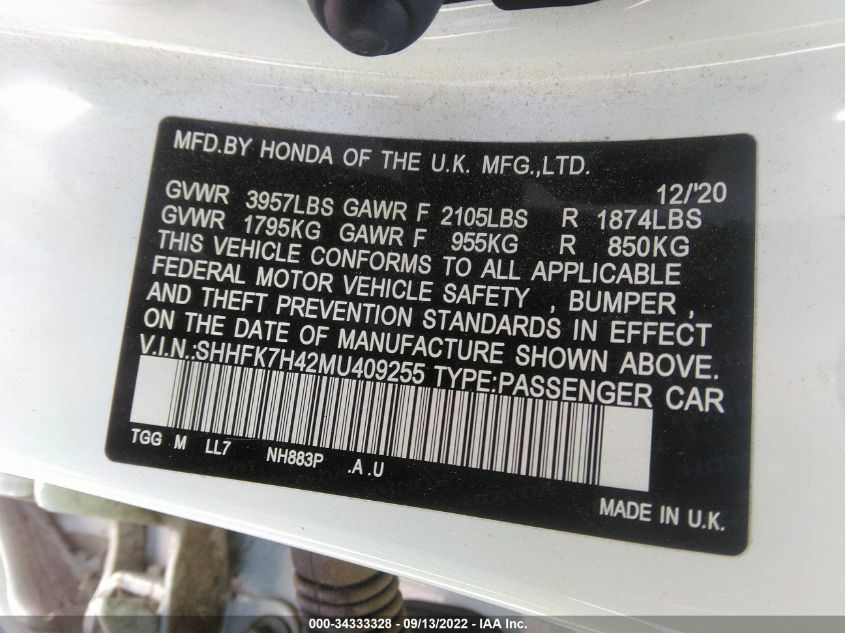 MFD.BY HONDA OF THE U.K. MFG.,LTD.
12/'20
GVWR 3957LBS GAWR F 2105LBS R 1874LBS
GVWR 1795KG GAWR F 955KG R 850KG
THIS VEHICLE CONFORMS TO ALL APPLICABLE
FEDERAL MOTOR VEHICLE SAFETY , BUMPER ,
AND THEFT PREVENTION STANDARDS IN EFFECT
ON THE DATE OF MANUFACTURE SHOWN ABOVE.
V.I.N.:SHHFK7H42MU409255 TYPE:PASSENGER CAR
TGG M LL7 NH883P .A .U
MADE IN U.K.
000-34333328 - 09/13/2022 - IAA Inc.